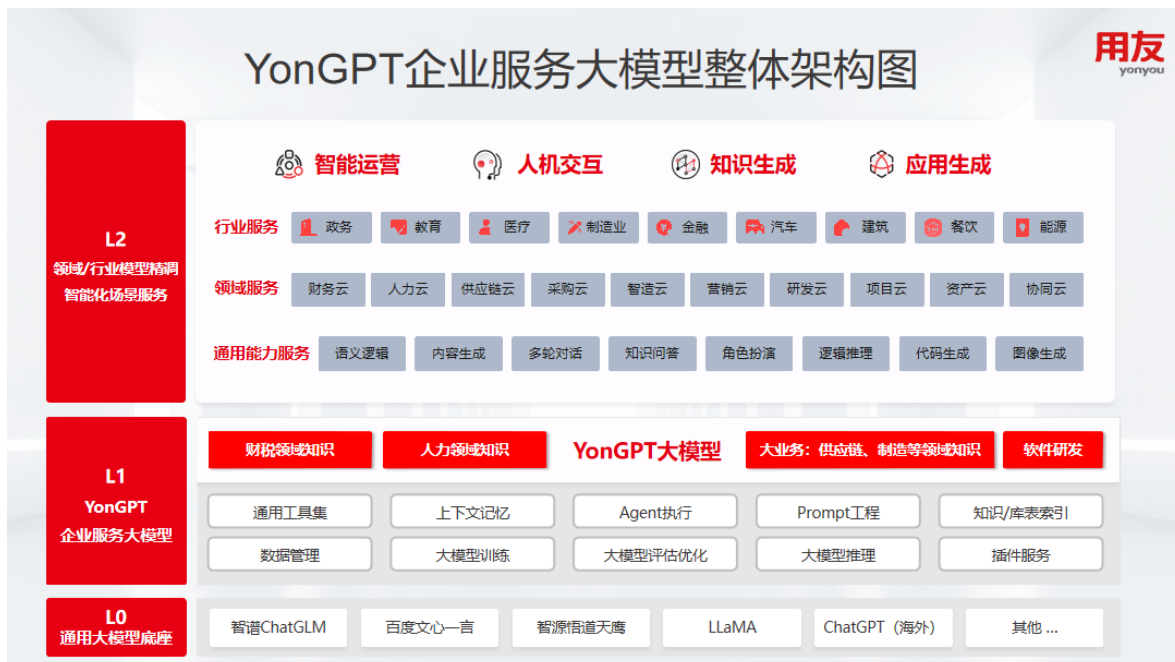 YonGPT企业服务大模型整体架构图
用友
yonyou
L2
领域/行业模型精调
智能化场景服务
智能运营 人机交互 知识生成 应用生成
行业服务 政务 教育 医疗 制造业 金融 汽车 建筑 餐饮 能源
领域服务 财务云 人力云 供应链云 采购云 智造云 营销云 研发云 项目云 资产云 协同云
通用能力服务 语义逻辑 内容生成 多轮对话 知识问答 角色扮演 逻辑推理 代码生成 图像生成
L1
YonGPT
企业服务大模型
财税领域知识 人力领域知识 YonGPT大模型 大业务：供应链、制造等领域知识 软件研发
通用工具集 上下文记忆 Agent执行 Prompt工程 知识/库表索引
数据管理 大模型训练 大模型评估优化 大模型推理 插件服务
L0
通用大模型底座
智谱ChatGLM 百度文心一言 智源悟道天鹰 LLaMA ChatGPT（海外） 其他 ...